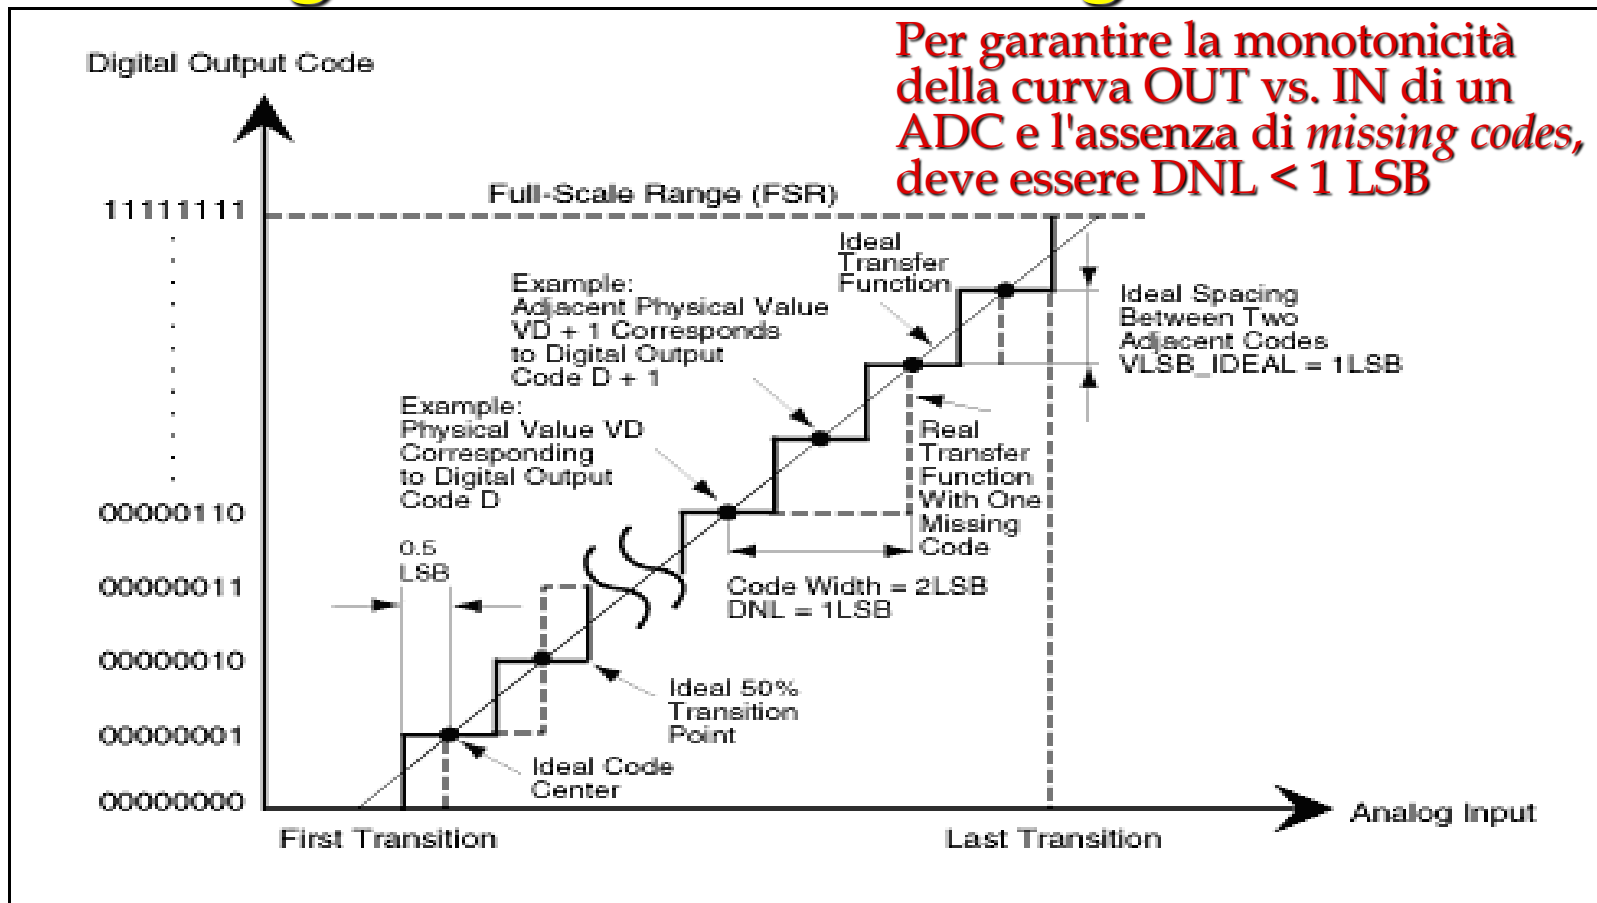 Per garantire la monotonicità
della curva OUT vs. IN di un
ADC e l'assenza di missing codes,
deve essere DNL < 1 LSB
Digital Output Code
Full-Scale Range (FSR)
11111111
Ideal
Transfer
Function
Example:
Adjacent Physical Value
VD + 1 Corresponds
to Digital Output
Code D + 1
Ideal Spacing
Between Two
Adjacent Codes
VLSB_IDEAL = 1LSB
Example:
Physical Value VD
Corresponding
to Digital Output
Code D
Real
Transfer
Function
With One
Missing
Code
00000110
0.5
LSB
Code Width = 2LSB
DNL = 1LSB
00000011
00000010
Ideal 50%
Transition
Point
00000001
Ideal Code
Center
00000000
Analog Input
First Transition
Last Transition